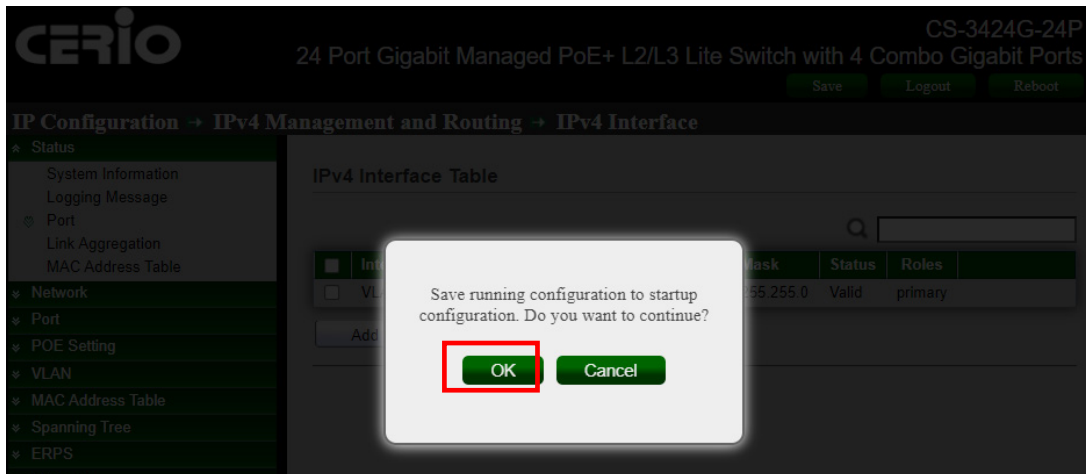 CERIO
CS-3424G-24P
24 Port Gigabit Managed PoE+ L2/L3 Lite Switch with 4 Combo Gigabit Ports
Save Logout Reboot
IP Configuration → IPv4 Management and Routing → IPv4 Interface
Status
System Information
Logging Message
Port
Link Aggregation
MAC Address Table
Network
Port
POE Setting
VLAN
MAC Address Table
Spanning Tree
ERPS
IPv4 Interface Table
Mask Status Roles
255.0 Valid primary
Add
Save running configuration to startup
configuration. Do you want to continue?
OK Cancel